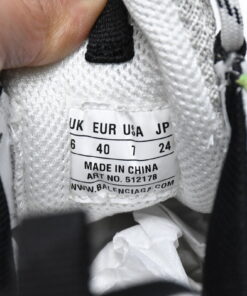 UK EUR USA JP
6 40 7 24
MADE IN CHINA
ART NO. 512178
WWW.BALENCIAGA.COM